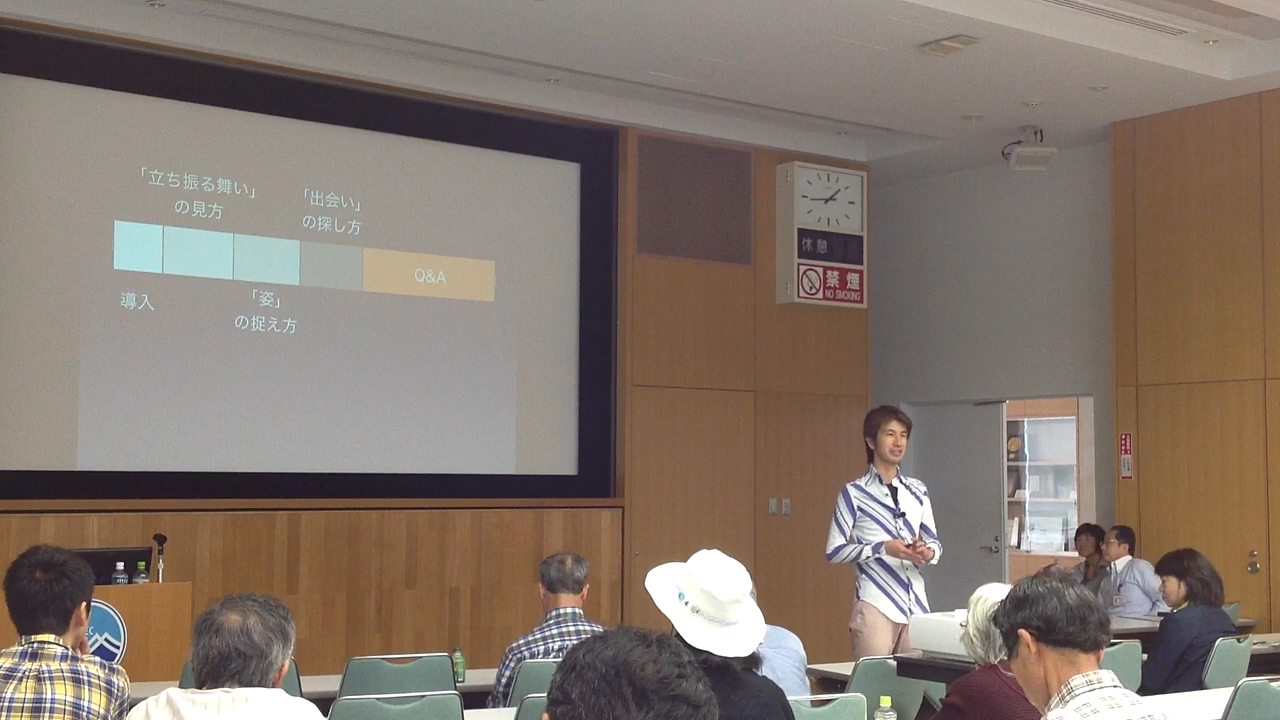 「立ち振る舞い」
の見方
「出会い」
の探し方
Q&A
導入
「姿」
の捉え方
休憩
禁煙
NO SMOKING